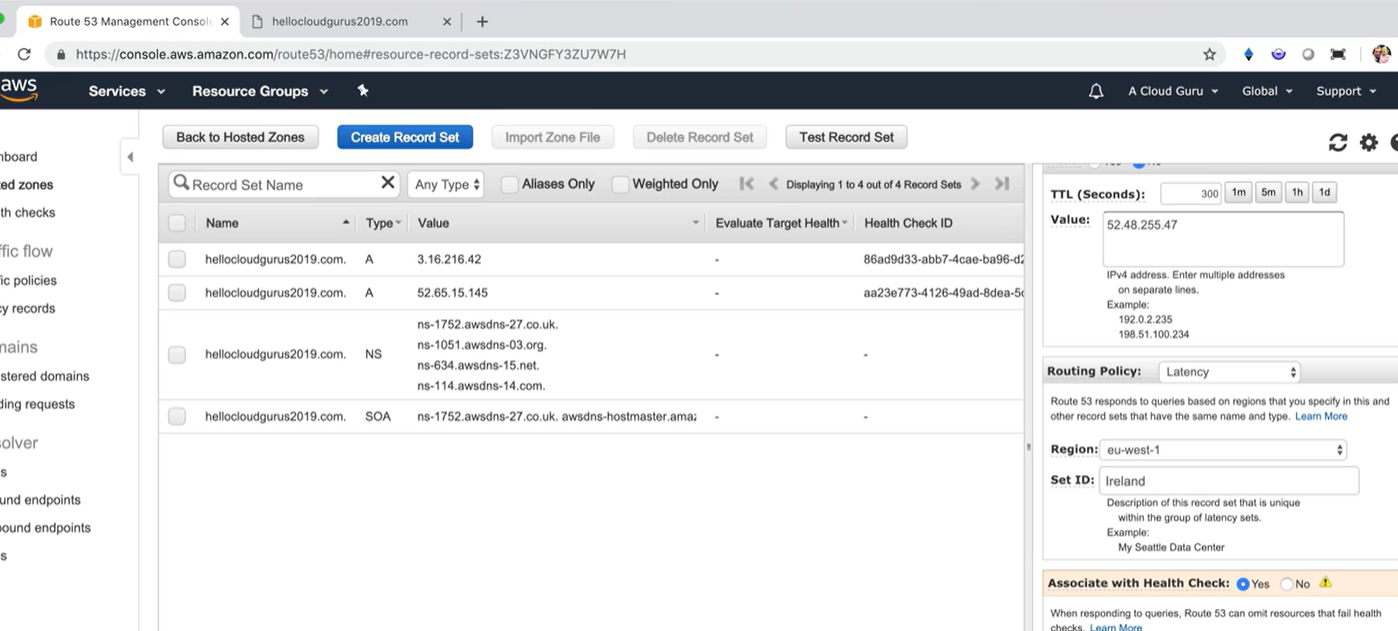 Route 53 Management Consol
hellocloudgurus2019.com
https://console.aws.amazon.com/route53/home#resource-record-sets:Z3VNGFY3ZU7W7H
aws
Services
Resource Groups
A Cloud Guru
Global
Support
Back to Hosted Zones
Create Record Set
Import Zone File
Delete Record Set
Test Record Set
nboard
ed zones
th checks
ffic flow
ic policies
cy records
mains
stered domains
ding requests
solver
s
und endpoints
bound endpoints
s
Record Set Name
Any Type
Aliases Only
Weighted Only
Displaying 1 to 4 out of 4 Record Sets
Name Type Value Evaluate Target Health Health Check ID
hellocloudgurus2019.com. A 3.16.216.42 - 86ad9d33-abb7-4cae-ba96-d2
hellocloudgurus2019.com. A 52.65.15.145 - aa23e773-4126-49ad-8dea-5c
ns-1752.awsdns-27.co.uk.
ns-1051.awsdns-03.org.
hellocloudgurus2019.com. NS - -
ns-634.awsdns-15.net.
ns-114.awsdns-14.com.
hellocloudgurus2019.com. SOA ns-1752.awsdns-27.co.uk. awsdns-hostmaster.ama - -
TTL (Seconds): 300 1m 5m 1h 1d
Value: 52.48.255.47
IPv4 address. Enter multiple addresses
on separate lines.
Example:
192.0.2.235
198.51.100.234
Routing Policy: Latency
Route 53 responds to queries based on regions that you specify in this and
other record sets that have the same name and type. Learn More
Region: eu-west-1
Set ID: Ireland
Description of this record set that is unique
within the group of latency sets.
Example:
My Seattle Data Center
Associate with Health Check: Yes No
When responding to queries, Route 53 can omit resources that fail health
checks. Learn More